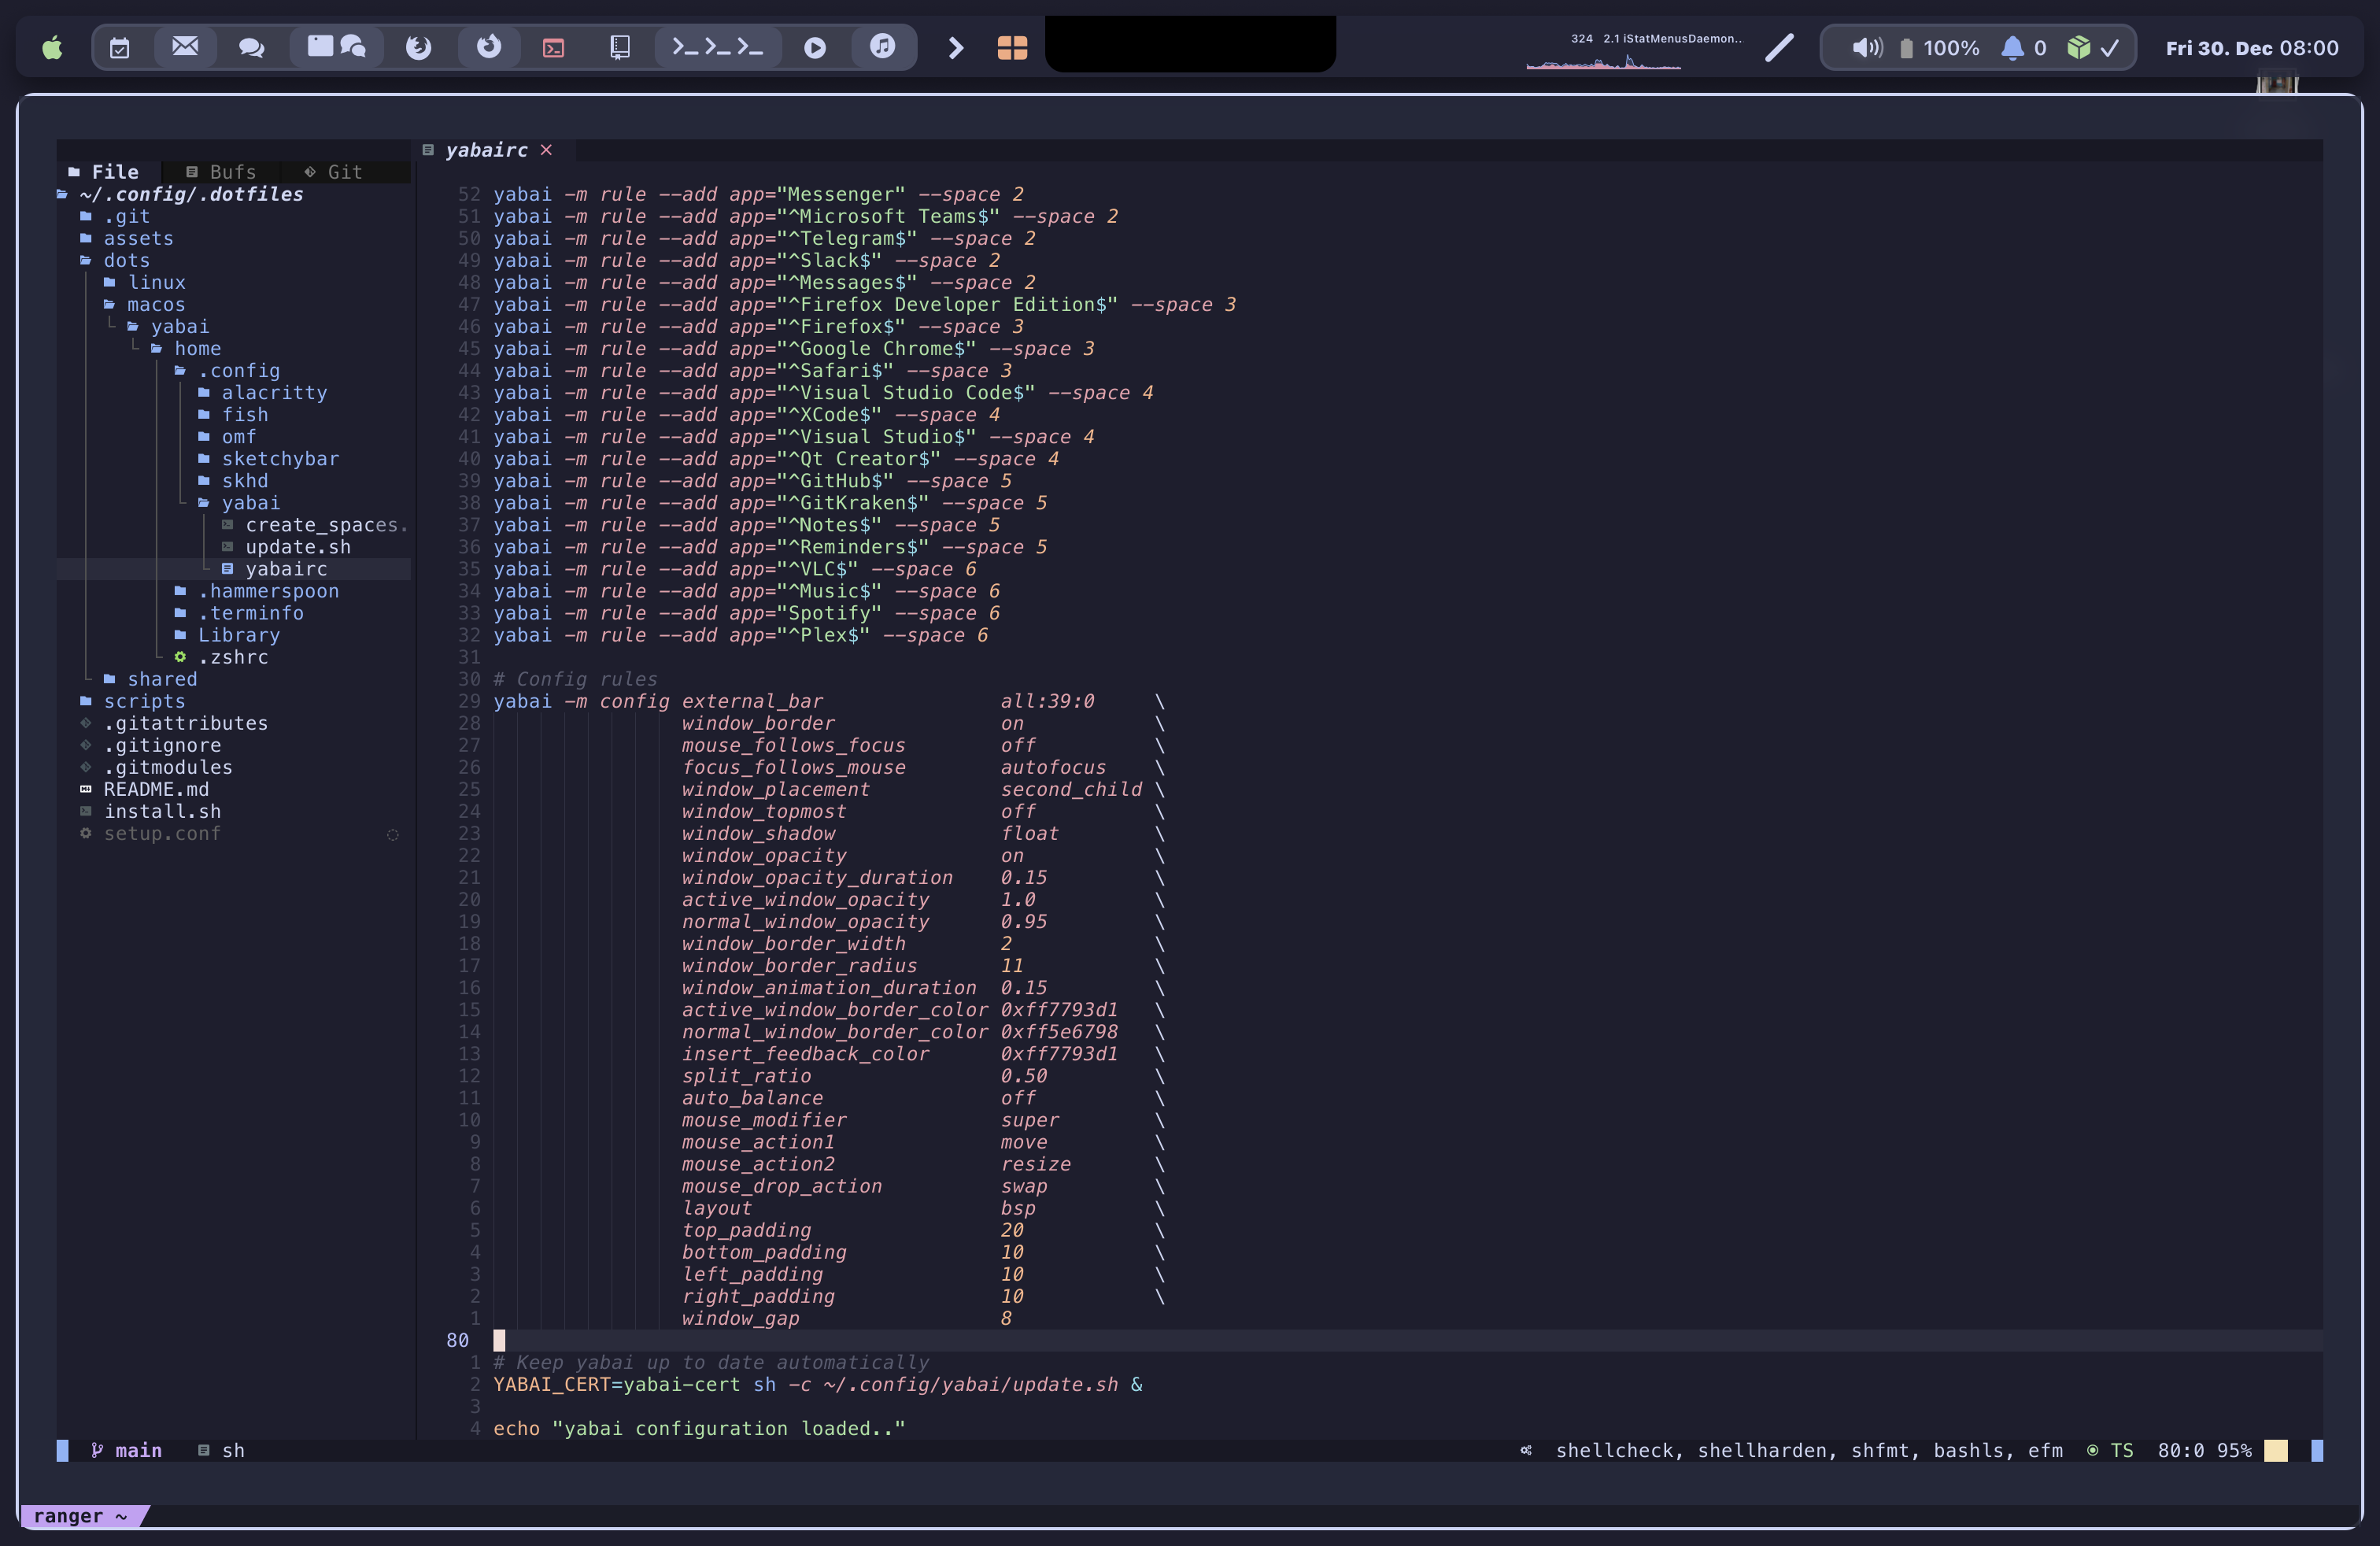 324 2.1 iStatMenusDaemon..
100% 0 Fri 30. Dec 08:00
yabairc
File Bufs Git
~/.config/.dotfiles
.git
assets
dots
linux
macos
yabai
home
.config
alacritty
fish
omf
sketchybar
skhd
yabai
create_spaces.
update.sh
yabairc
.hammerspoon
.terminfo
Library
.zshrc
shared
scripts
.gitattributes
.gitignore
.gitmodules
README.md
install.sh
setup.conf
52 yabai -m rule --add app="Messenger" --space 2
51 yabai -m rule --add app="^Microsoft Teams$" --space 2
50 yabai -m rule --add app="^Telegram$" --space 2
49 yabai -m rule --add app="^Slack$" --space 2
48 yabai -m rule --add app="^Messages$" --space 2
47 yabai -m rule --add app="^Firefox Developer Edition$" --space 3
46 yabai -m rule --add app="^Firefox$" --space 3
45 yabai -m rule --add app="^Google Chrome$" --space 3
44 yabai -m rule --add app="^Safari$" --space 3
43 yabai -m rule --add app="^Visual Studio Code$" --space 4
42 yabai -m rule --add app="^XCode$" --space 4
41 yabai -m rule --add app="^Visual Studio$" --space 4
40 yabai -m rule --add app="^Qt Creator$" --space 4
39 yabai -m rule --add app="^GitHub$" --space 5
38 yabai -m rule --add app="^GitKraken$" --space 5
37 yabai -m rule --add app="^Notes$" --space 5
36 yabai -m rule --add app="^Reminders$" --space 5
35 yabai -m rule --add app="^VLC$" --space 6
34 yabai -m rule --add app="^Music$" --space 6
33 yabai -m rule --add app="Spotify" --space 6
32 yabai -m rule --add app="^Plex$" --space 6
31
30 # Config rules
29 yabai -m config external_bar all:39:0 \
28 window_border on \
27 mouse_follows_focus off \
26 focus_follows_mouse autofocus \
25 window_placement second_child \
24 window_topmost off \
23 window_shadow float \
22 window_opacity on \
21 window_opacity_duration 0.15 \
20 active_window_opacity 1.0 \
19 normal_window_opacity 0.95 \
18 window_border_width 2 \
17 window_border_radius 11 \
16 window_animation_duration 0.15 \
15 active_window_border_color 0xff7793d1 \
14 normal_window_border_color 0xff5e6798 \
13 insert_feedback_color 0xff7793d1 \
12 split_ratio 0.50 \
11 auto_balance off \
10 mouse_modifier super \
9 mouse_action1 move \
8 mouse_action2 resize \
7 mouse_drop_action swap \
6 layout bsp \
5 top_padding 20 \
4 bottom_padding 10 \
3 left_padding 10 \
2 right_padding 10 \
1 window_gap 8
80
1 # Keep yabai up to date automatically
2 YABAI_CERT=yabai-cert sh -c ~/.config/yabai/update.sh &
3
4 echo "yabai configuration loaded.."
main sh shellcheck, shellharden, shfmt, bashls, efm TS 80:0 95%
ranger ~